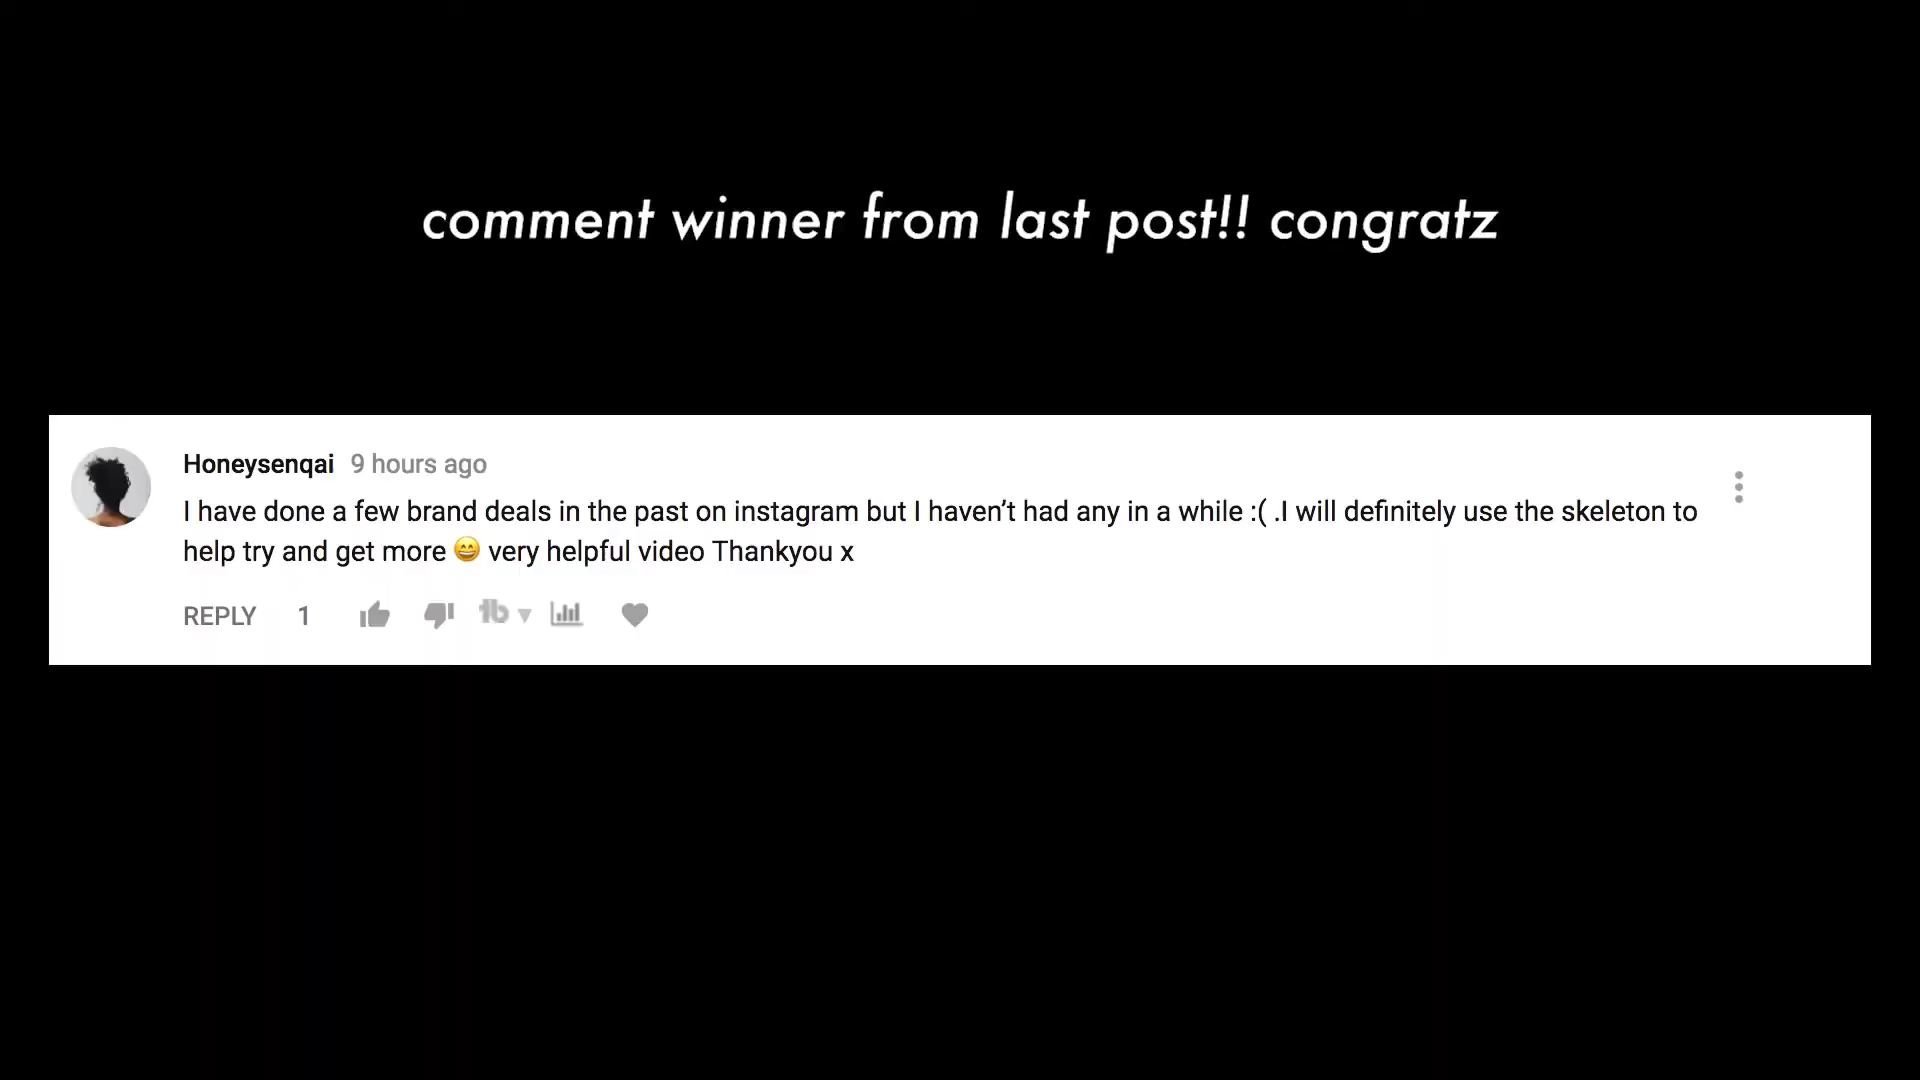 comment winner from last post!! congratz
Honeysenqai 9 hours ago
I have done a few brand deals in the past on instagram but I haven’t had any in a while :( .I will definitely use the skeleton to
help try and get more 😄 very helpful video Thankyou x
REPLY 1 tb